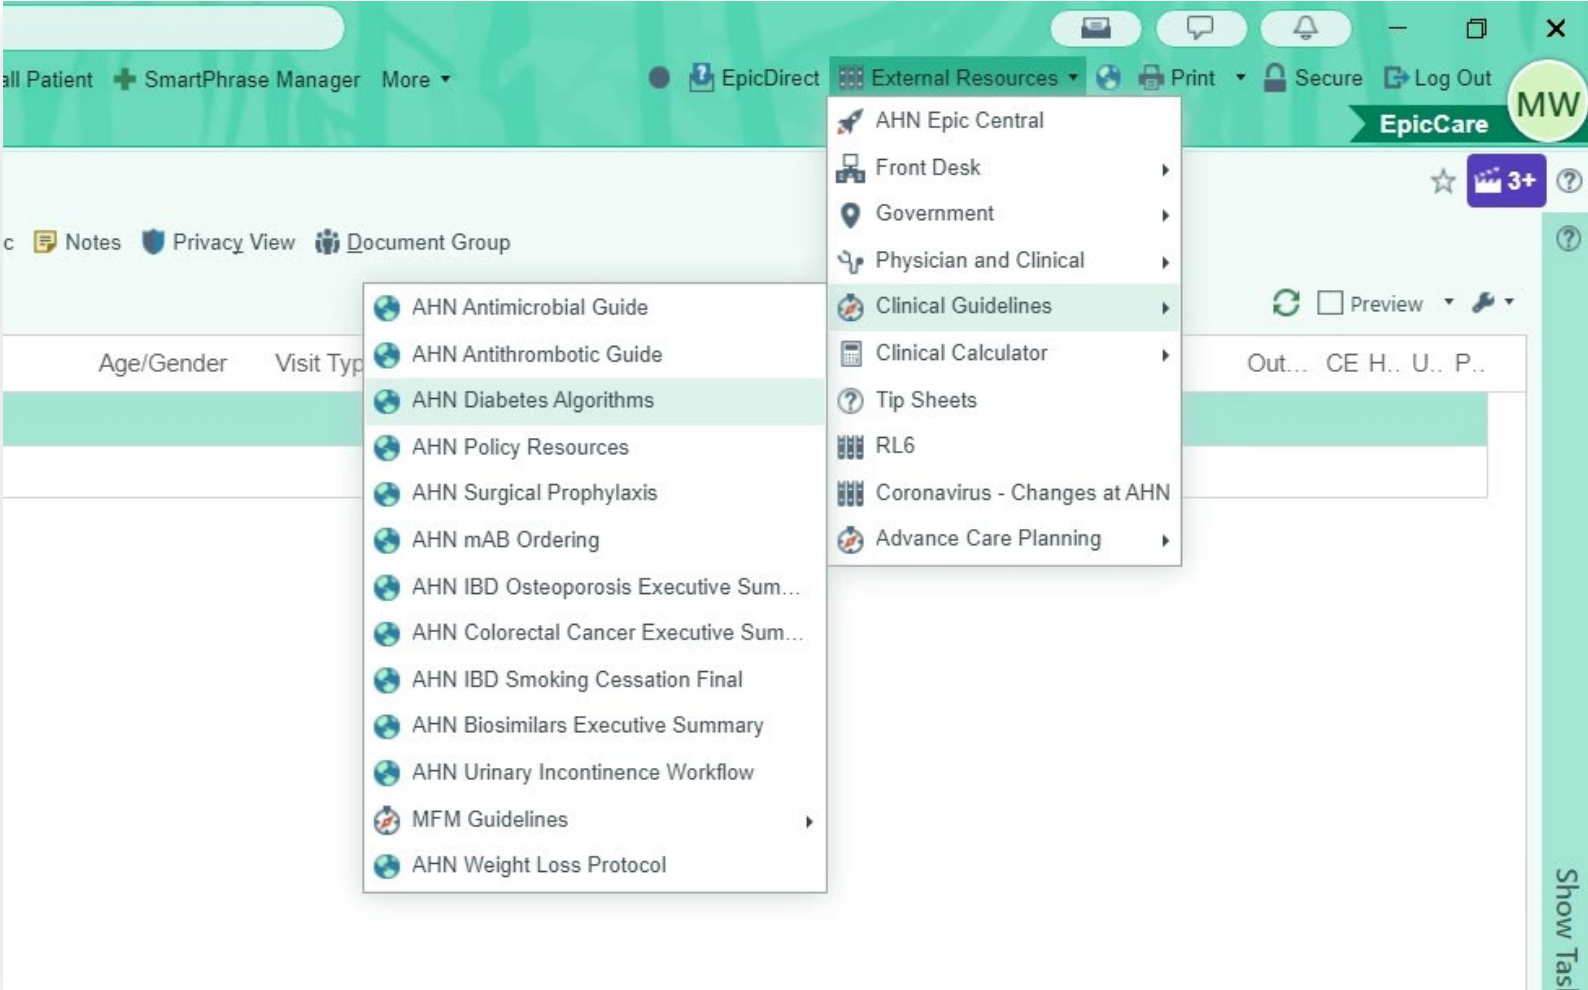 all Patient SmartPhrase Manager More EpicDirect External Resources Print Secure Log Out
MW
EpicCare
3+
c Notes Privacy View Document Group
AHN Epic Central
Front Desk
Government
Physician and Clinical
Clinical Guidelines
Clinical Calculator
Tip Sheets
RL6
Coronavirus - Changes at AHN
Advance Care Planning
Preview
Age/Gender Visit Typ Out... CE H.. U.. P..
AHN Antimicrobial Guide
AHN Antithrombotic Guide
AHN Diabetes Algorithms
AHN Policy Resources
AHN Surgical Prophylaxis
AHN mAB Ordering
AHN IBD Osteoporosis Executive Sum...
AHN Colorectal Cancer Executive Sum...
AHN IBD Smoking Cessation Final
AHN Biosimilars Executive Summary
AHN Urinary Incontinence Workflow
MFM Guidelines
AHN Weight Loss Protocol
Show Tas